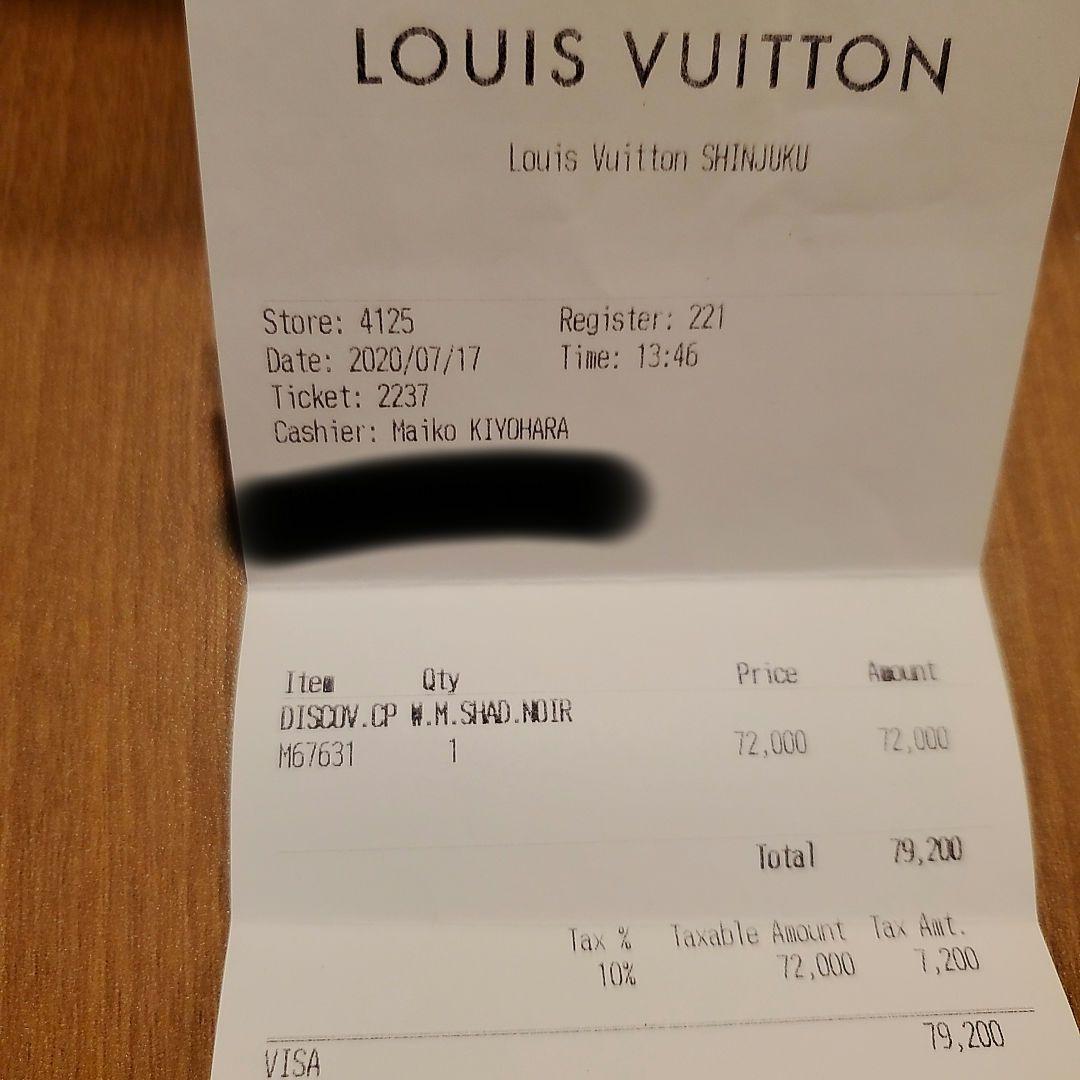 LOUIS VUITTON
Louis Vuitton SHINJUKU
Store: 4125 Register: 221
Date: 2020/07/17 Time: 13:46
Ticket: 2237
Cashier: Maiko KIYOHARA
Item Qty Price Amount
DISCOV.CP W.M.SHAD.NOIR
M67631 1 72,000 72,000
Total 79,200
Tax % Taxable Amount Tax Amt.
10% 72,000 7,200
VISA 79,200